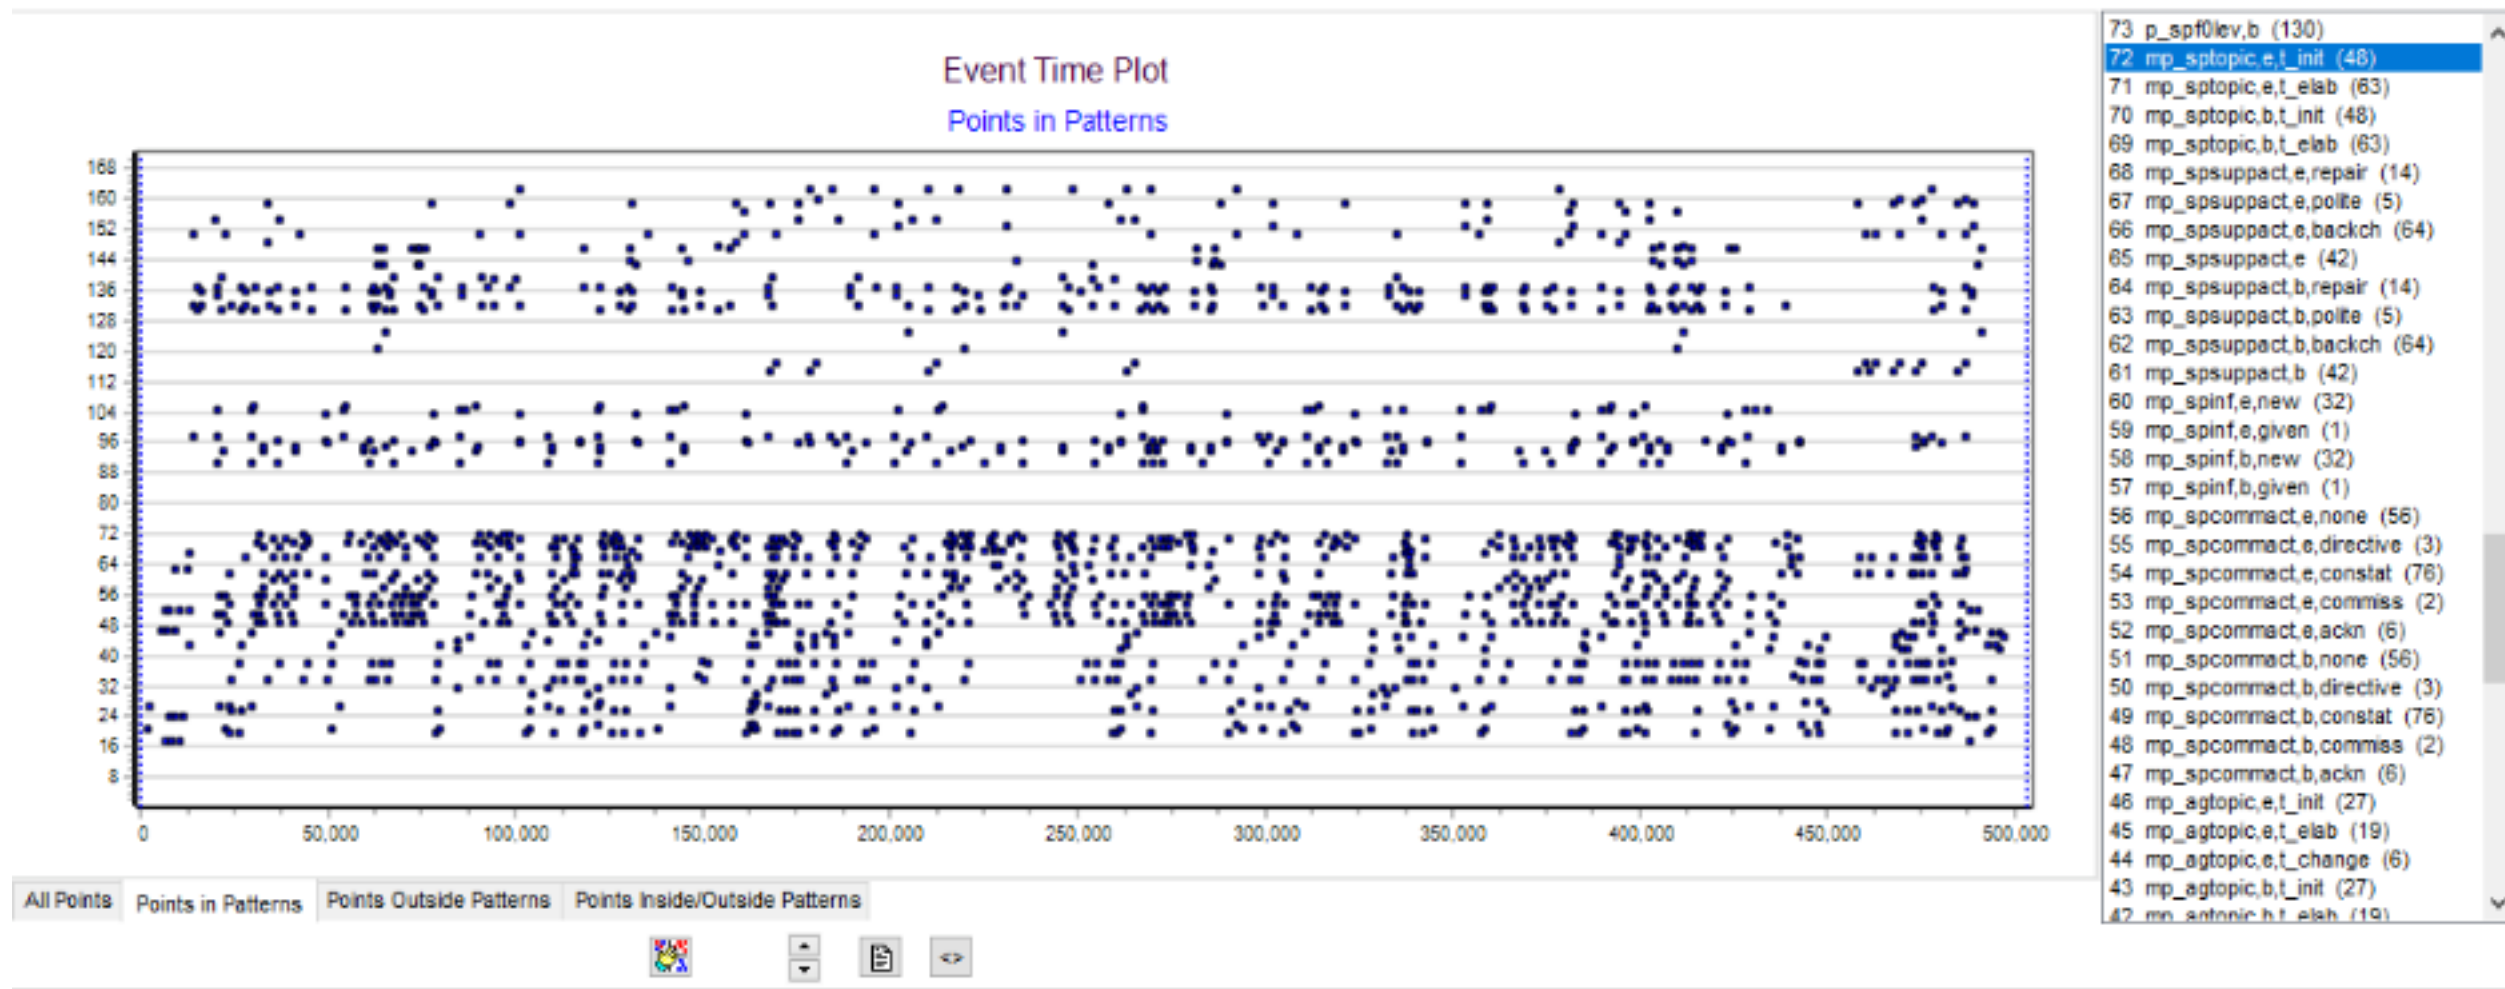 Event Time Plot
Points in Patterns
168
160
152
144
136
128
120
112
104
96
88
80
72
64
56
48
40
32
24
16
8
0 50,000 100,000 150,000 200,000 250,000 300,000 350,000 400,000 450,000 500,000
All Points Points in Patterns Points Outside Patterns Points Inside/Outside Patterns
73 p_spf0lev,b (130)
72 mp_sptopic,e,t_init (48)
71 mp_sptopic,e,t_elab (63)
70 mp_sptopic,b,t_init (48)
69 mp_sptopic,b,t_elab (63)
68 mp_spsuppact,e,repair (14)
67 mp_spsuppact,e,polite (5)
66 mp_spsuppact,e,backch (64)
65 mp_spsuppact,e (42)
64 mp_spsuppact,b,repair (14)
63 mp_spsuppact,b,polite (5)
62 mp_spsuppact,b,backch (64)
61 mp_spsuppact,b (42)
60 mp_spinf,e,new (32)
59 mp_spinf,e,given (1)
58 mp_spinf,b,new (32)
57 mp_spinf,b,given (1)
56 mp_spcommact,e,none (56)
55 mp_spcommact,e,directive (3)
54 mp_spcommact,e,constat (76)
53 mp_spcommact,e,commiss (2)
52 mp_spcommact,e,ackn (6)
51 mp_spcommact,b,none (56)
50 mp_spcommact,b,directive (3)
49 mp_spcommact,b,constat (76)
48 mp_spcommact,b,commiss (2)
47 mp_spcommact,b,ackn (6)
46 mp_agtopic,e,t_init (27)
45 mp_agtopic,e,t_elab (19)
44 mp_agtopic,e,t_change (6)
43 mp_agtopic,b,t_init (27)
42 mp_agtopic,b,t_elab (19)